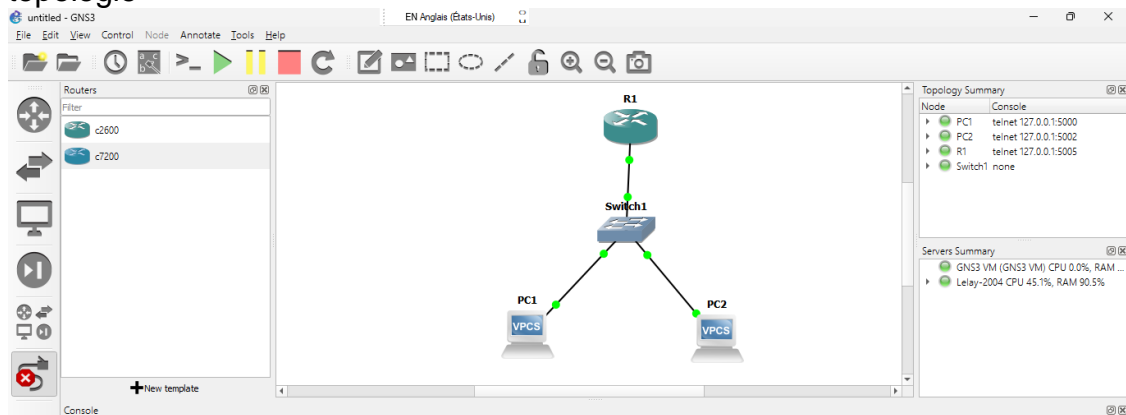 topologie
untitled - GNS3
EN Anglais (États-Unis)
File Edit View Control Node Annotate Tools Help
Routers
Filter
c2600
c7200
New template
R1
Switch1
PC1
PC2
VPCS
VPCS
Topology Summary
Node Console
PC1 telnet 127.0.0.1:5000
PC2 telnet 127.0.0.1:5002
R1 telnet 127.0.0.1:5005
Switch1 none
Servers Summary
GNS3 VM (GNS3 VM) CPU 0.0%, RAM ...
Lelay-2004 CPU 45.1%, RAM 90.5%
Console